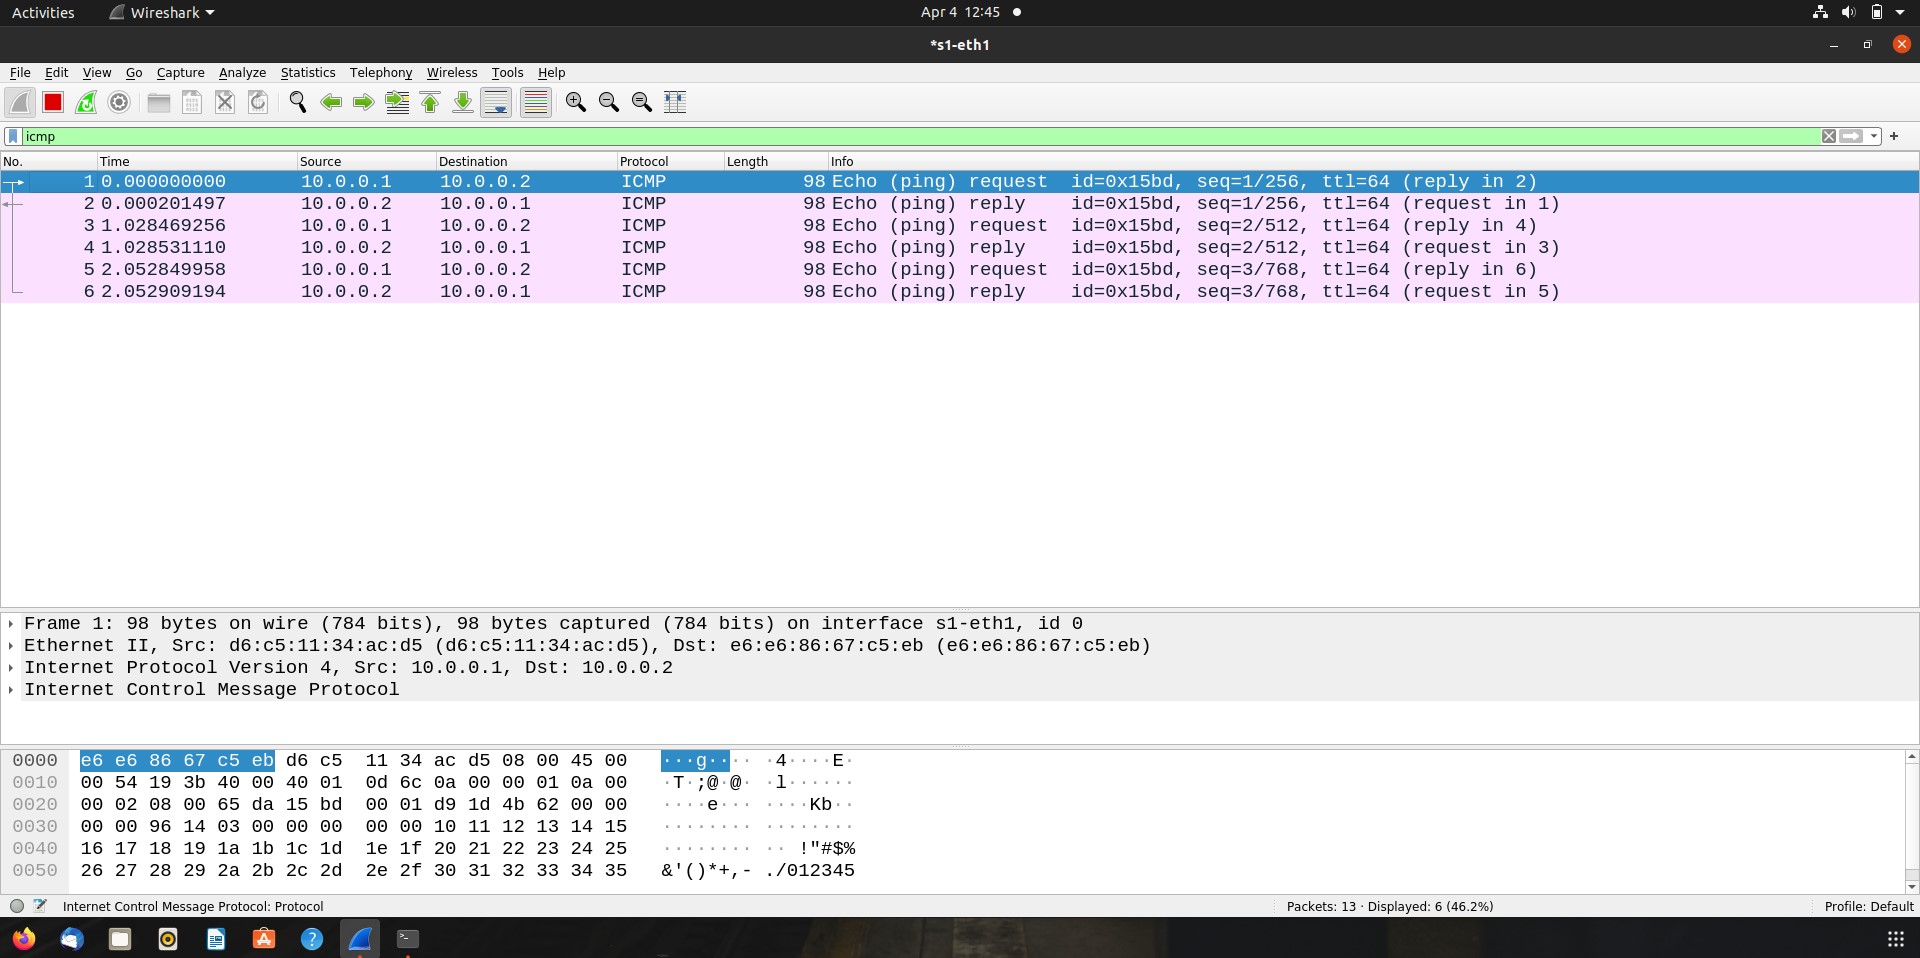 Activities Wireshark Apr 4 12:45
*s1-eth1
File Edit View Go Capture Analyze Statistics Telephony Wireless Tools Help
icmp
No. Time Source Destination Protocol Length Info
1 0.000000000 10.0.0.1 10.0.0.2 ICMP 98 Echo (ping) request id=0x15bd, seq=1/256, ttl=64 (reply in 2)
2 0.000201497 10.0.0.2 10.0.0.1 ICMP 98 Echo (ping) reply id=0x15bd, seq=1/256, ttl=64 (request in 1)
3 1.028469256 10.0.0.1 10.0.0.2 ICMP 98 Echo (ping) request id=0x15bd, seq=2/512, ttl=64 (reply in 4)
4 1.028531110 10.0.0.2 10.0.0.1 ICMP 98 Echo (ping) reply id=0x15bd, seq=2/512, ttl=64 (request in 3)
5 2.052849958 10.0.0.1 10.0.0.2 ICMP 98 Echo (ping) request id=0x15bd, seq=3/768, ttl=64 (reply in 6)
6 2.052909194 10.0.0.2 10.0.0.1 ICMP 98 Echo (ping) reply id=0x15bd, seq=3/768, ttl=64 (request in 5)
Frame 1: 98 bytes on wire (784 bits), 98 bytes captured (784 bits) on interface s1-eth1, id 0
Ethernet II, Src: d6:c5:11:34:ac:d5 (d6:c5:11:34:ac:d5), Dst: e6:e6:86:67:c5:eb (e6:e6:86:67:c5:eb)
Internet Protocol Version 4, Src: 10.0.0.1, Dst: 10.0.0.2
Internet Control Message Protocol
0000 e6 e6 86 67 c5 eb d6 c5 11 34 ac d5 08 00 45 00 ···g···· ·4····E·
0010 00 54 19 3b 40 00 40 01 0d 6c 0a 00 00 01 0a 00 ·T·;@·@· ·l······
0020 00 02 08 00 65 da 15 bd 00 01 d9 1d 4b 62 00 00 ····e··· ····Kb··
0030 00 00 96 14 03 00 00 00 00 00 10 11 12 13 14 15 ········ ········
0040 16 17 18 19 1a 1b 1c 1d 1e 1f 20 21 22 23 24 25 ········ ·· !"#$%
0050 26 27 28 29 2a 2b 2c 2d 2e 2f 30 31 32 33 34 35 &'()*+,- ./012345
Internet Control Message Protocol: Protocol Packets: 13 · Displayed: 6 (46.2%) Profile: Default